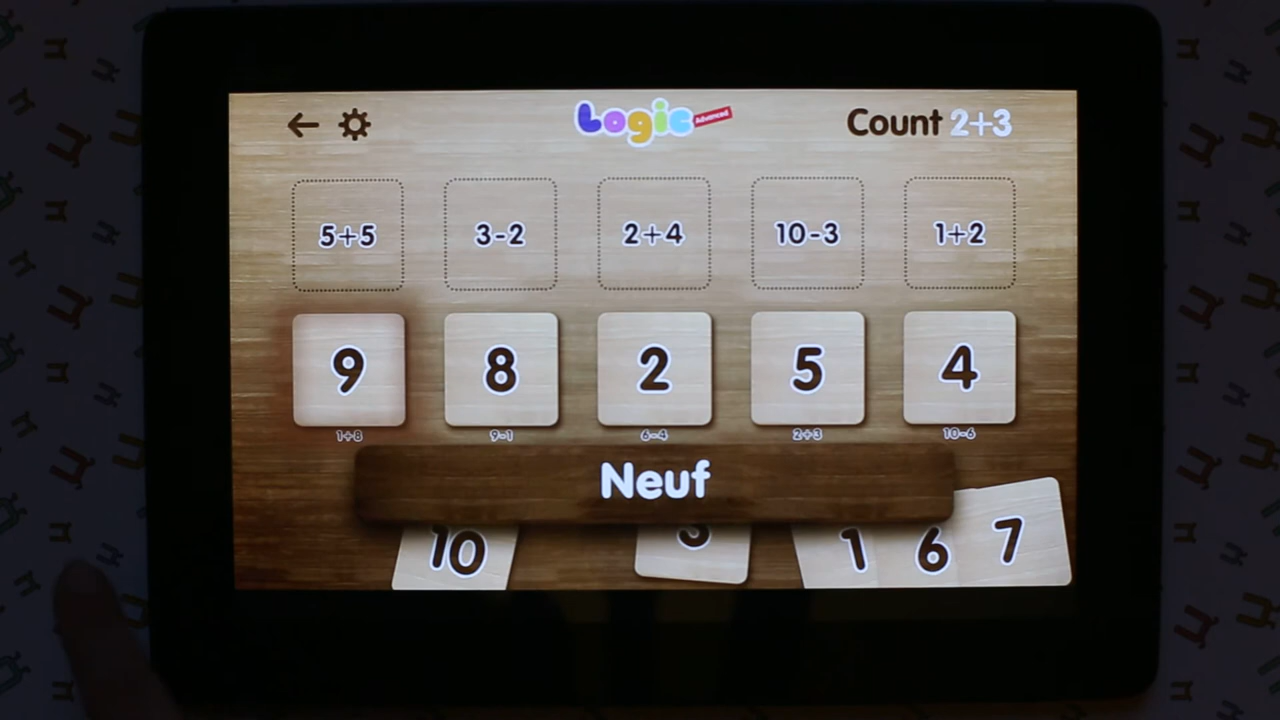 Logic Advanced
Count 2+3
5+5 3-2 2+4 10-3 1+2
9 8 2 5 4
1+8 9-1 6-4 2+3 10-6
Neuf
10 3 1 6 7